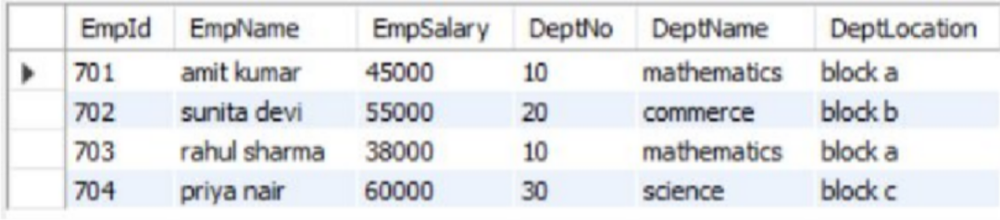 EmpId EmpName EmpSalary DeptNo DeptName DeptLocation
701 amit kumar 45000 10 mathematics block a
702 sunita devi 55000 20 commerce block b
703 rahul sharma 38000 10 mathematics block a
704 priya nair 60000 30 science block c